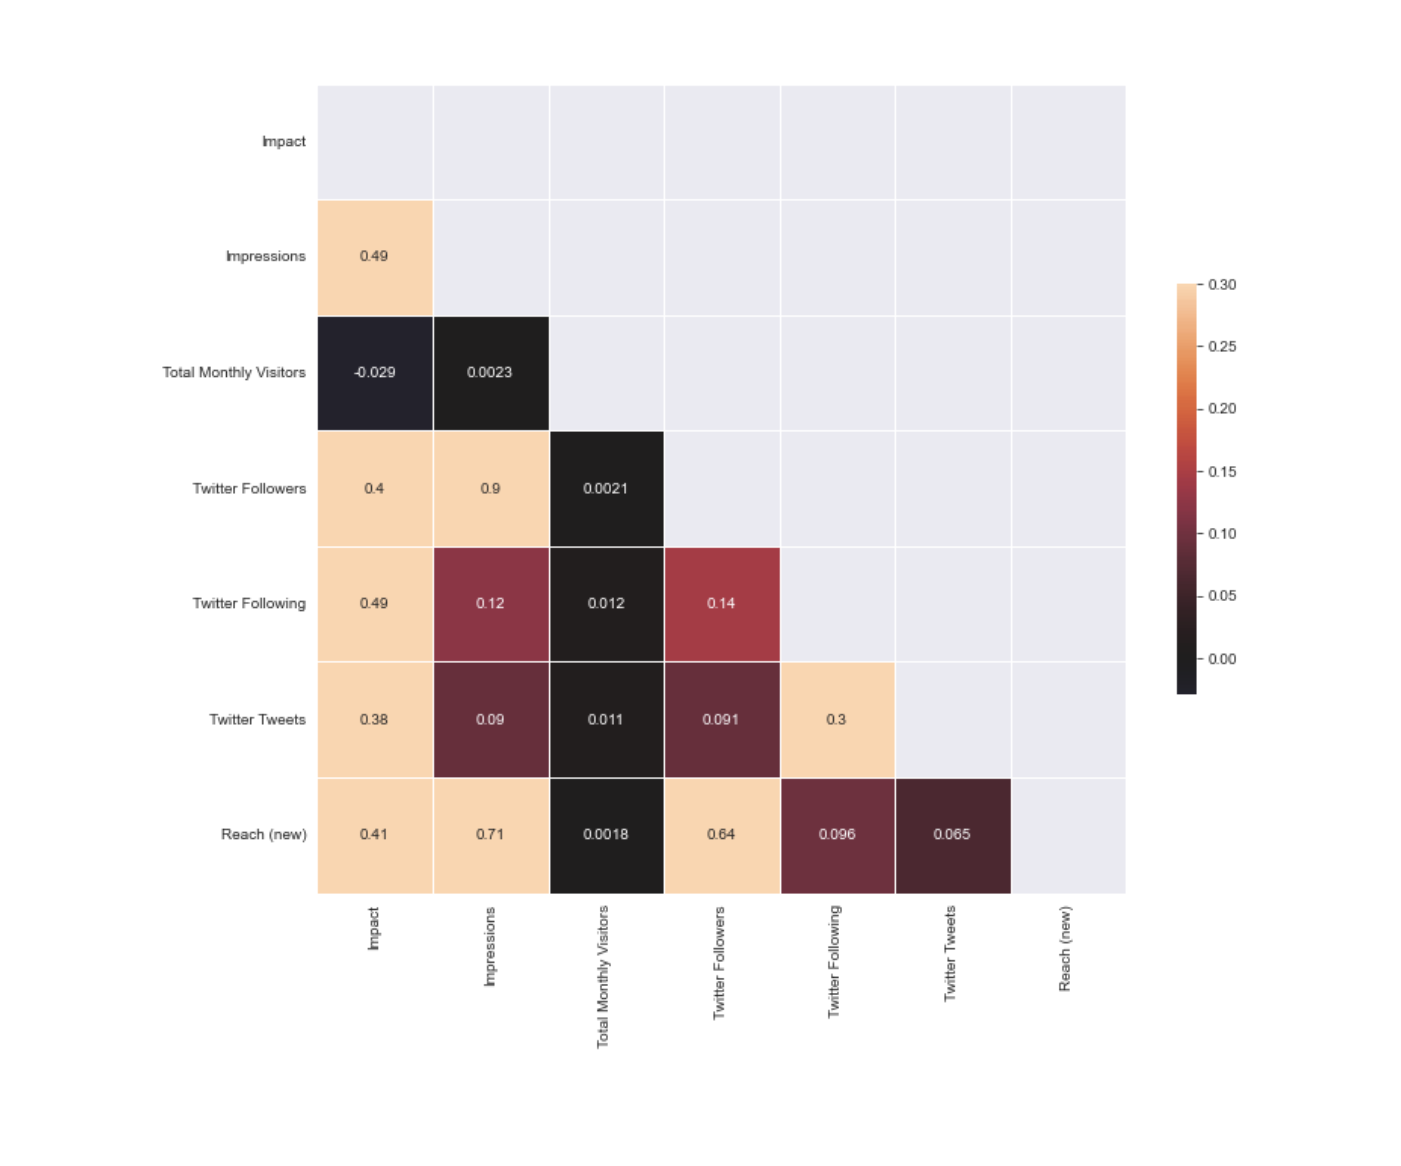 Impact
Impressions 0.49
Total Monthly Visitors -0.029 0.0023
Twitter Followers 0.4 0.9 0.0021
Twitter Following 0.49 0.12 0.012 0.14
Twitter Tweets 0.38 0.09 0.011 0.091 0.3
Reach (new) 0.41 0.71 0.0018 0.64 0.096 0.065
Impact
Impressions
Total Monthly Visitors
Twitter Followers
Twitter Following
Twitter Tweets
Reach (new)
0.30
0.25
0.20
0.15
0.10
0.05
0.00